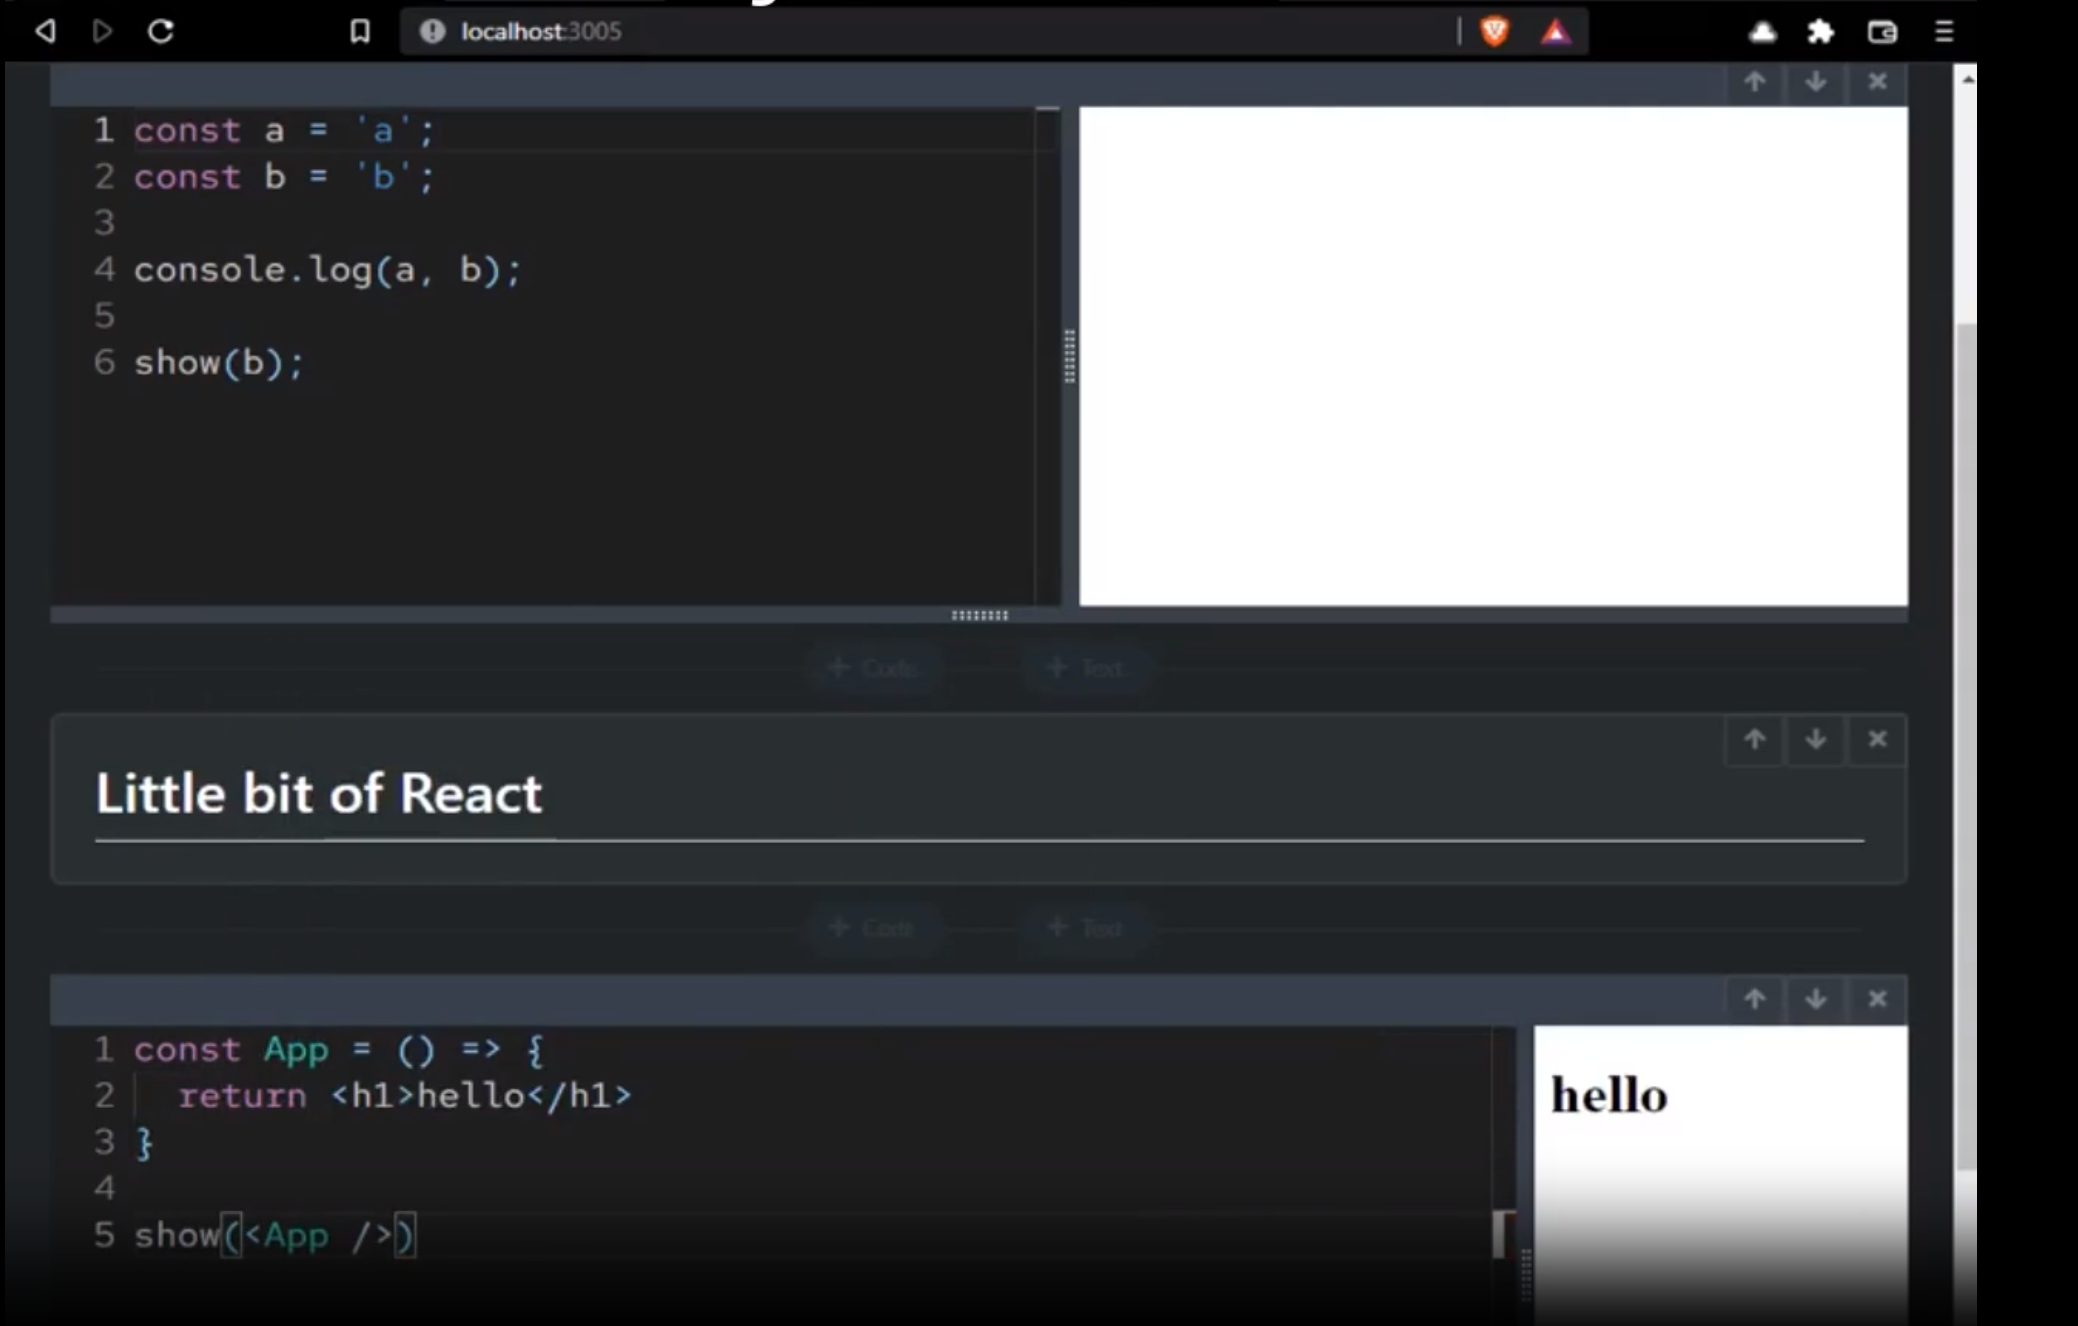 localhost:3005
1 const a = 'a';
2 const b = 'b';
3
4 console.log(a, b);
5
6 show(b);
+ Code + Text
Little bit of React
+ Code + Text
1 const App = () => {
2 return <h1>hello</h1>
3 }
4
5 show(<App />)
hello